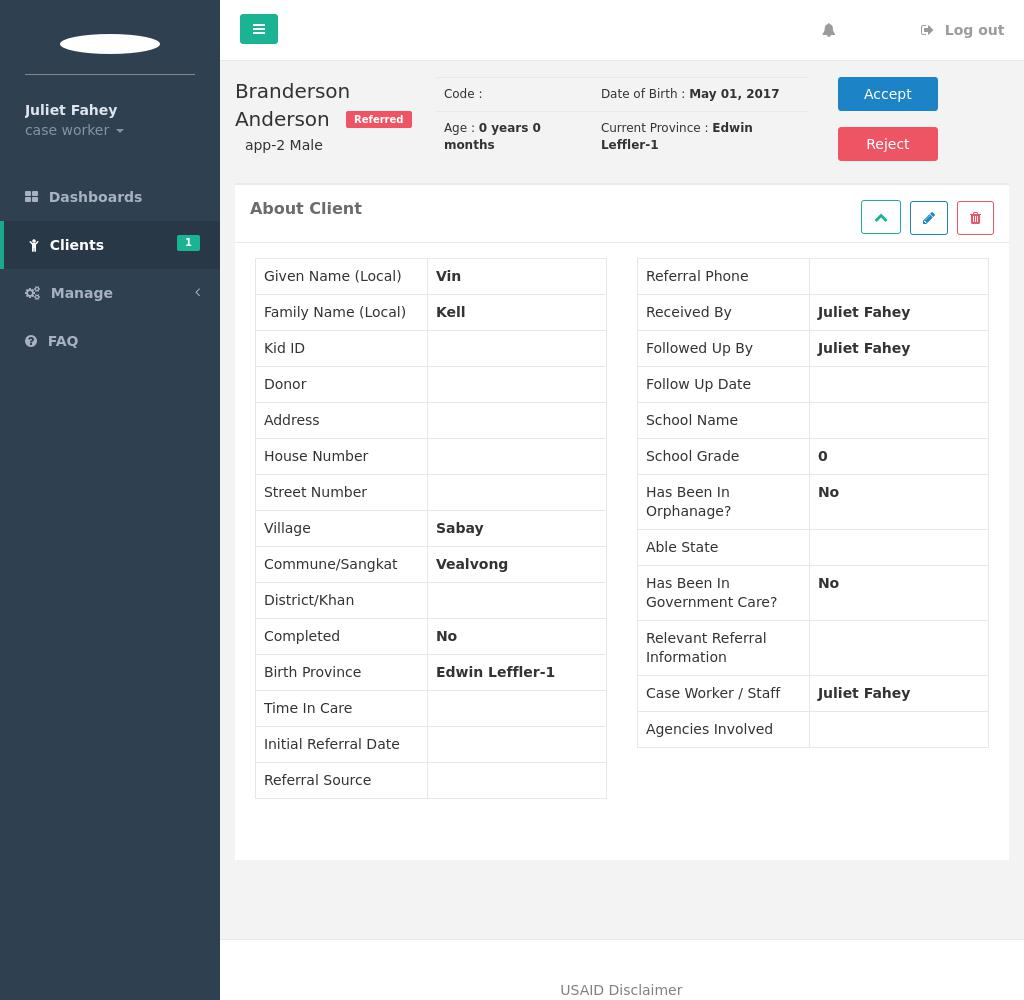 Log out
Juliet Fahey
case worker
Dashboards
Clients 1
Manage
FAQ
Branderson
Anderson Referred
app-2 Male
Code :
Date of Birth : May 01, 2017
Age : 0 years 0
months
Current Province : Edwin
Leffler-1
Accept
Reject
About Client
Given Name (Local) Vin
Family Name (Local) Kell
Kid ID
Donor
Address
House Number
Street Number
Village Sabay
Commune/Sangkat Vealvong
District/Khan
Completed No
Birth Province Edwin Leffler-1
Time In Care
Initial Referral Date
Referral Source
Referral Phone
Received By Juliet Fahey
Followed Up By Juliet Fahey
Follow Up Date
School Name
School Grade 0
Has Been In No
Orphanage?
Able State
Has Been In No
Government Care?
Relevant Referral
Information
Case Worker / Staff Juliet Fahey
Agencies Involved
USAID Disclaimer